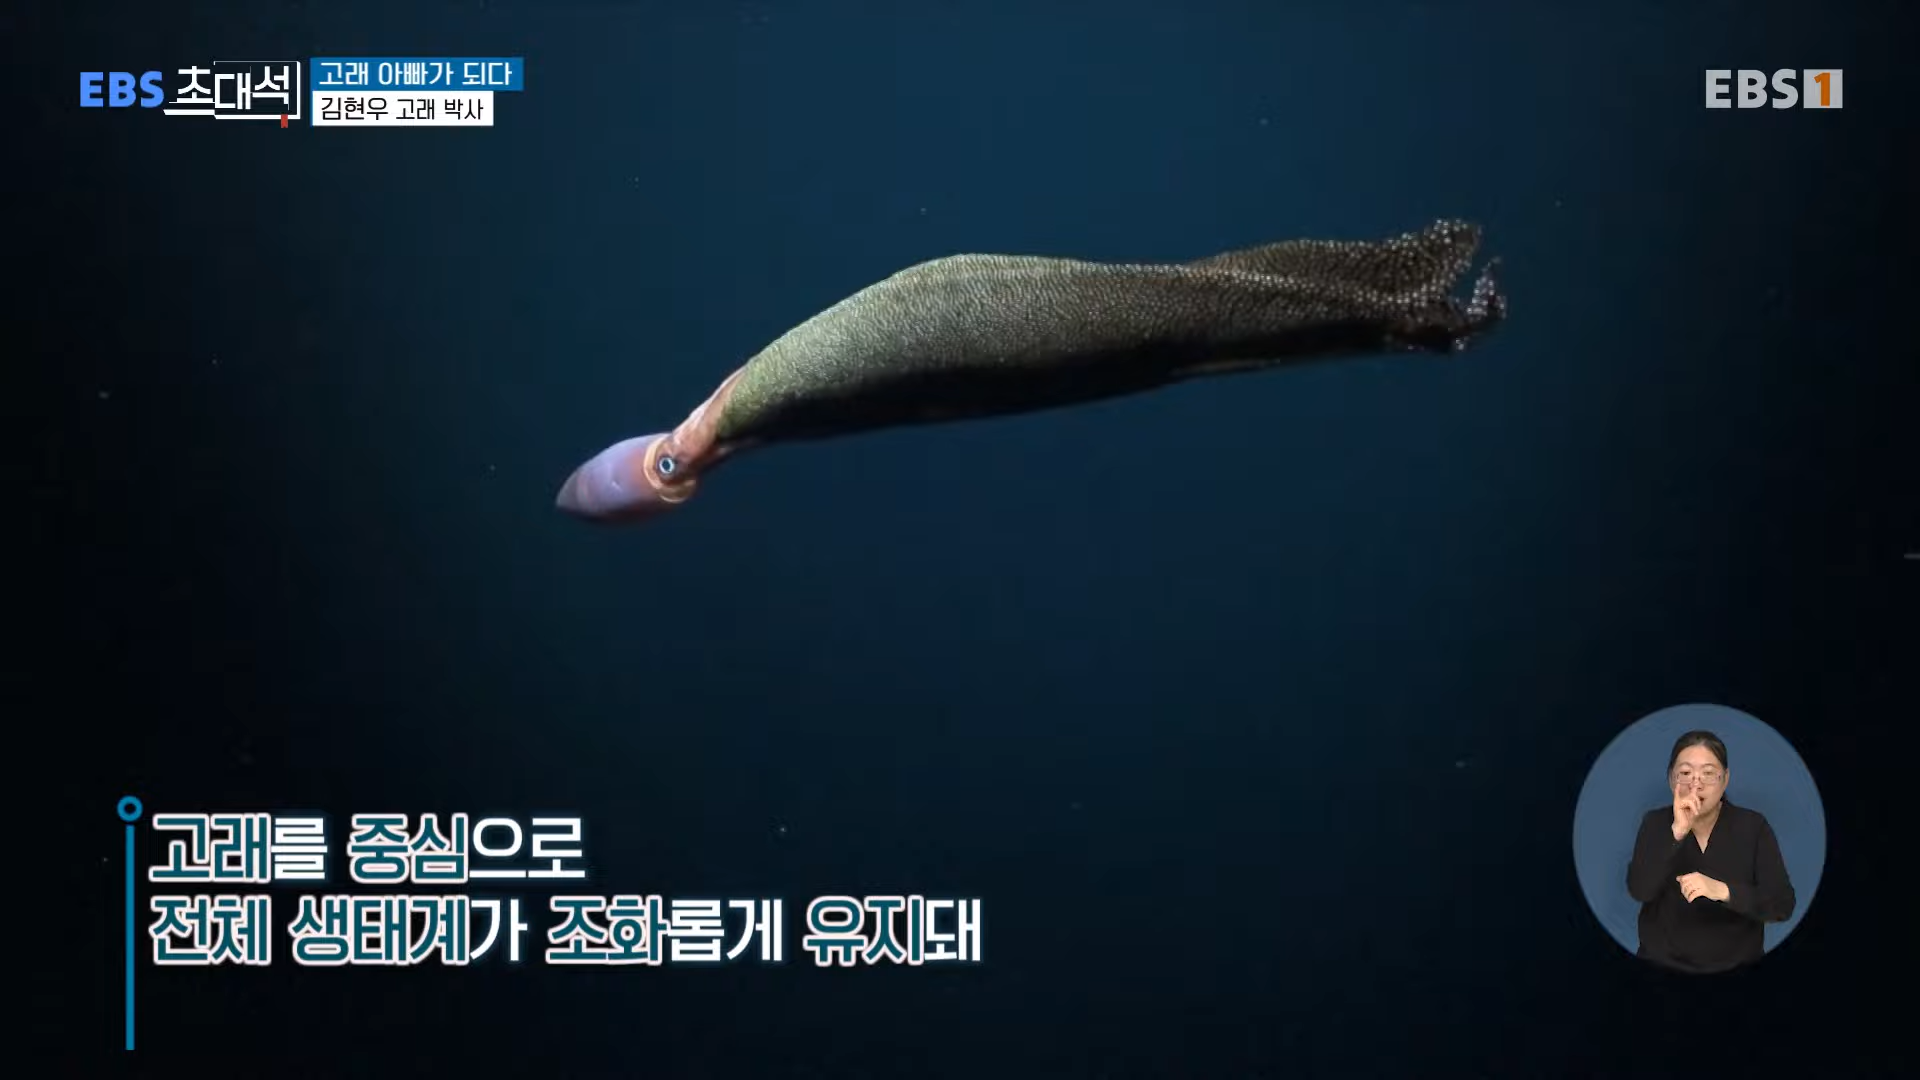 EBS 초대석
고래 아빠가 되다
김현우 고래 박사
EBS1
고래를 중심으로
전체 생태계가 조화롭게 유지돼